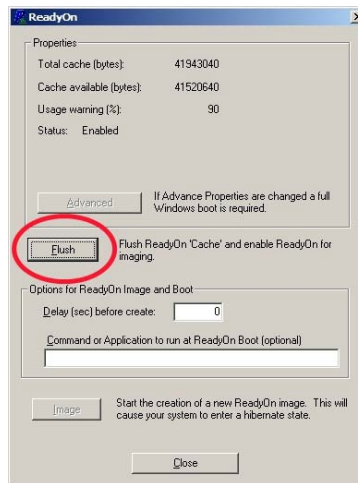 ReadyOn
Properties
Total cache (bytes): 41943040
Cache available (bytes): 41520640
Usage warning (%): 90
Status: Enabled
Advanced
If Advance Properties are changed a full
Windows boot is required.
Flush
Flush ReadyOn 'Cache' and enable ReadyOn for
imaging.
Options for ReadyOn Image and Boot
Delay (sec) before create: 0
Command or Application to run at ReadyOn Boot (optional)
Image
Start the creation of a new ReadyOn image. This will
cause your system to enter a hibernate state.
Close